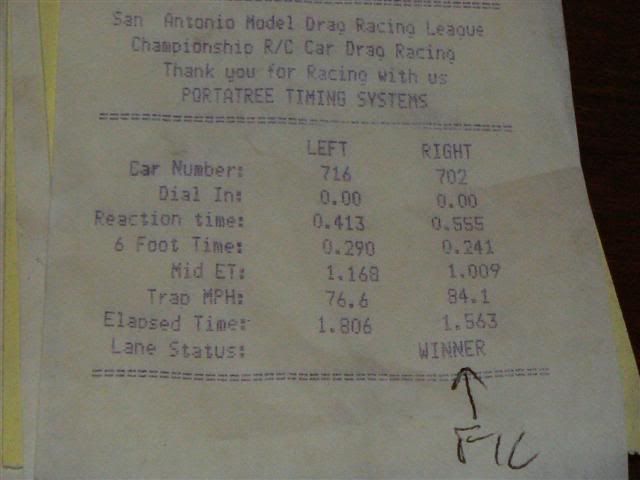 San Antonio Model Drag Racing League
Championship R/C Car Drag Racing
Thank you for Racing with us
PORTATREE TIMING SYSTEMS
LEFT RIGHT
Car Number: 716 702
Dial In: 0.00 0.00
Reaction time: 0.413 0.555
6 Foot Time: 0.290 0.241
Mid ET: 1.168 1.009
Trap MPH: 76.6 84.1
Elapsed Time: 1.806 1.563
Lane Status: WINNER